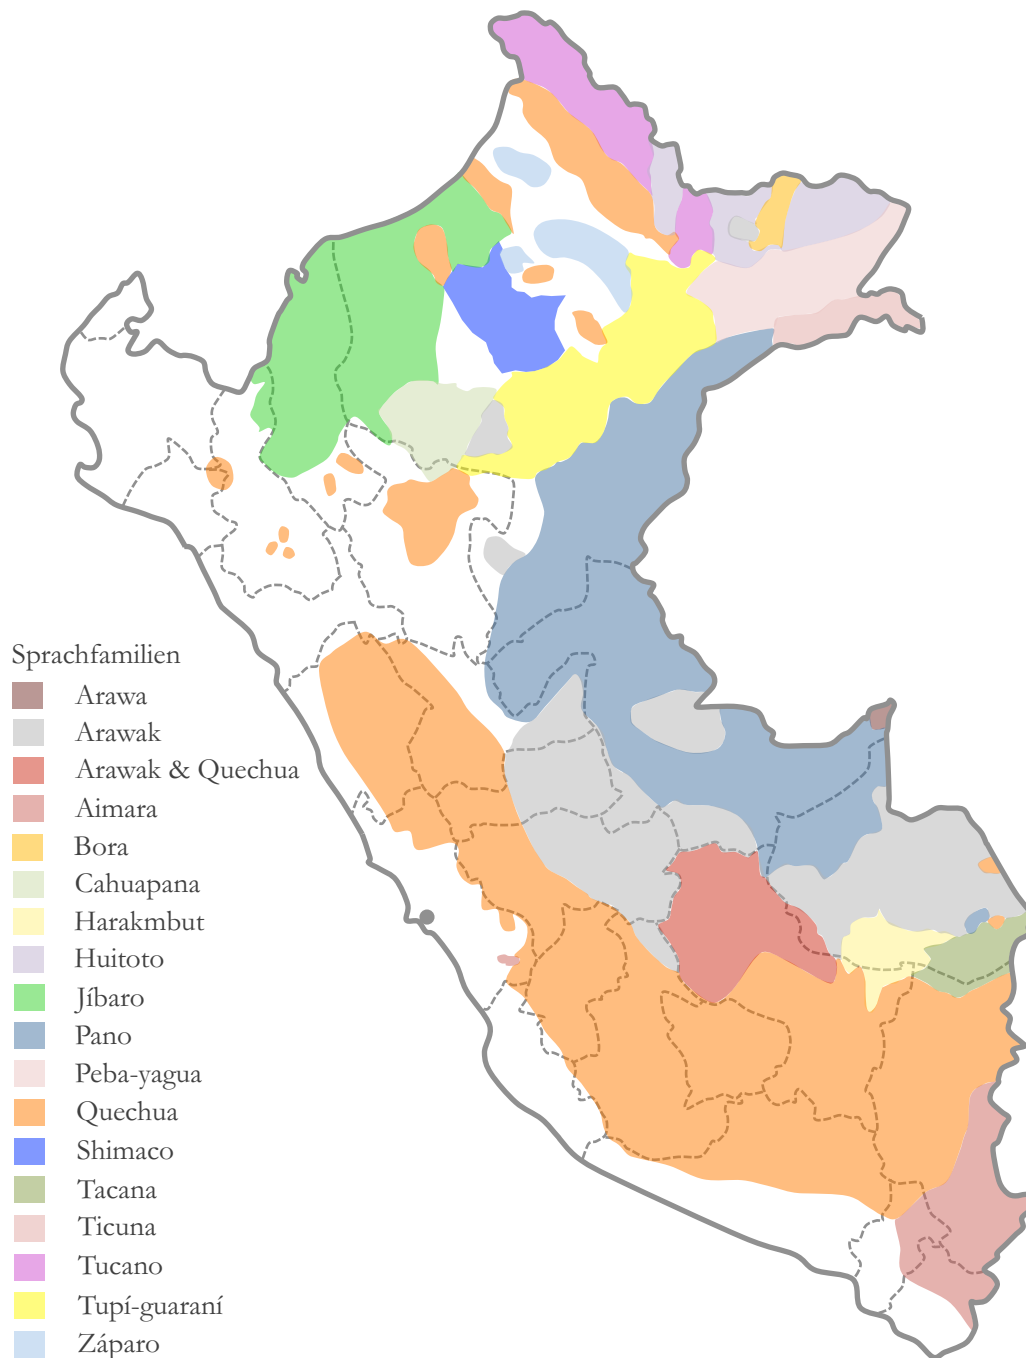 Sprachfamilien
Arawa
Arawak
Arawak & Quechua
Aimara
Bora
Cahuapana
Harakmbut
Huitoto
Jíbaro
Pano
Peba-yagua
Quechua
Shimaco
Tacana
Ticuna
Tucano
Tupí-guaraní
Záparo